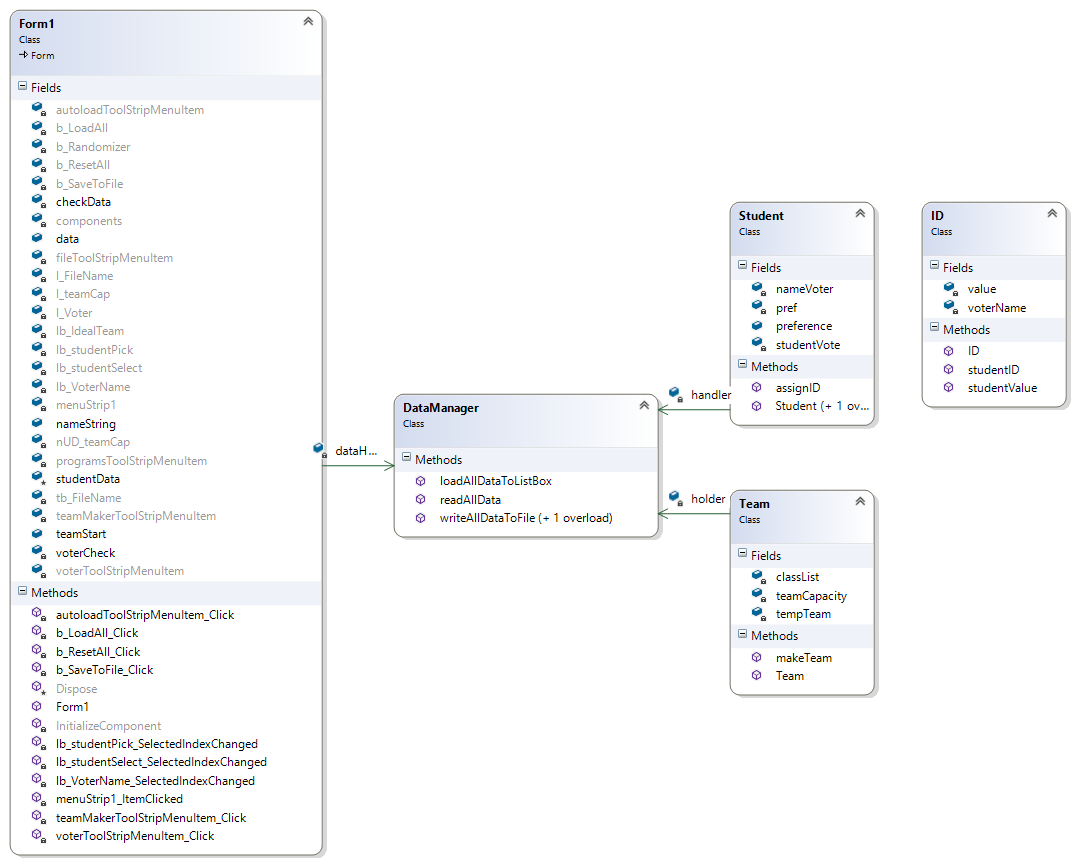 Form1
Class
Form
Fields
autoloadToolStripMenuItem
b_LoadAll
b_Randomizer
b_ResetAll
b_SaveToFile
checkData
components
data
fileToolStripMenuItem
l_FileName
l_teamCap
l_Voter
lb_IdealTeam
lb_studentPick
lb_studentSelect
lb_VoterName
menuStrip1
nameString
nUD_teamCap
programsToolStripMenuItem
studentData
tb_FileName
teamMakerToolStripMenuItem
teamStart
voterCheck
voterToolStripMenuItem
Methods
autoloadToolStripMenuItem_Click
b_LoadAll_Click
b_ResetAll_Click
b_SaveToFile_Click
Dispose
Form1
InitializeComponent
lb_studentPick_SelectedIndexChanged
lb_studentSelect_SelectedIndexChanged
lb_VoterName_SelectedIndexChanged
menuStrip1_ItemClicked
teamMakerToolStripMenuItem_Click
voterToolStripMenuItem_Click
dataH...
DataManager
Class
Methods
loadAllDataToListBox
readAllData
writeAllDataToFile (+ 1 overload)
handler
holder
Student
Class
Fields
nameVoter
pref
preference
studentVote
Methods
assignID
Student (+ 1 ov...
Team
Class
Fields
classList
teamCapacity
tempTeam
Methods
makeTeam
Team
ID
Class
Fields
value
voterName
Methods
ID
studentID
studentValue